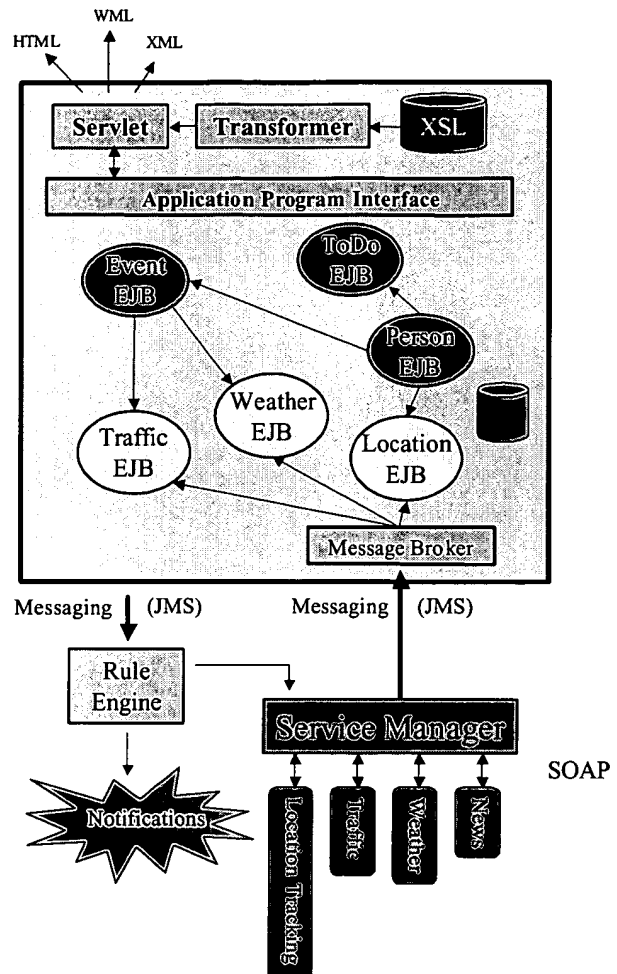 WML
HTML
XML
Servlet
Transformer
XSL
Application Program Interface
Event
EJB
ToDo
EJB
Person
EJB
Weather
EJB
Traffic
EJB
Location
EJB
Message Broker
Messaging (JMS)
Messaging (JMS)
Rule
Engine
Service Manager
SOAP
Notifications
Location Tracking
Traffic
Weather
News